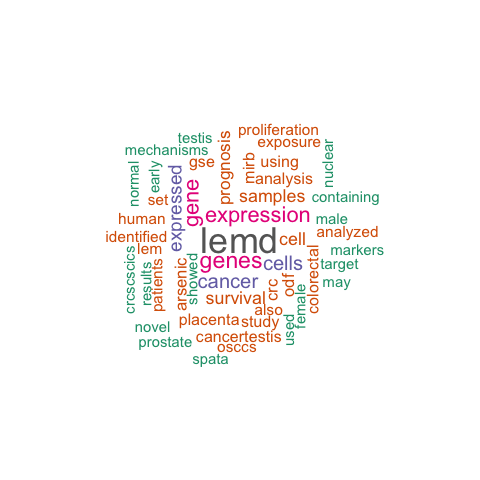 proliferation
testis
exposure
mechanisms
prognosis
nuclear
gse
mirb
using
normal
early
expressed
gene
analysis
set
samples
containing
human
expression
male
identified
lemd
cell
analyzed
lem
markers
crcscscics
results
patients
arsenic
showed
genes
cells
target
cancer
crc
odf
colorectal
may
survival
also
female
placenta
study
used
novel
cancertestis
prostate
osccs
spata